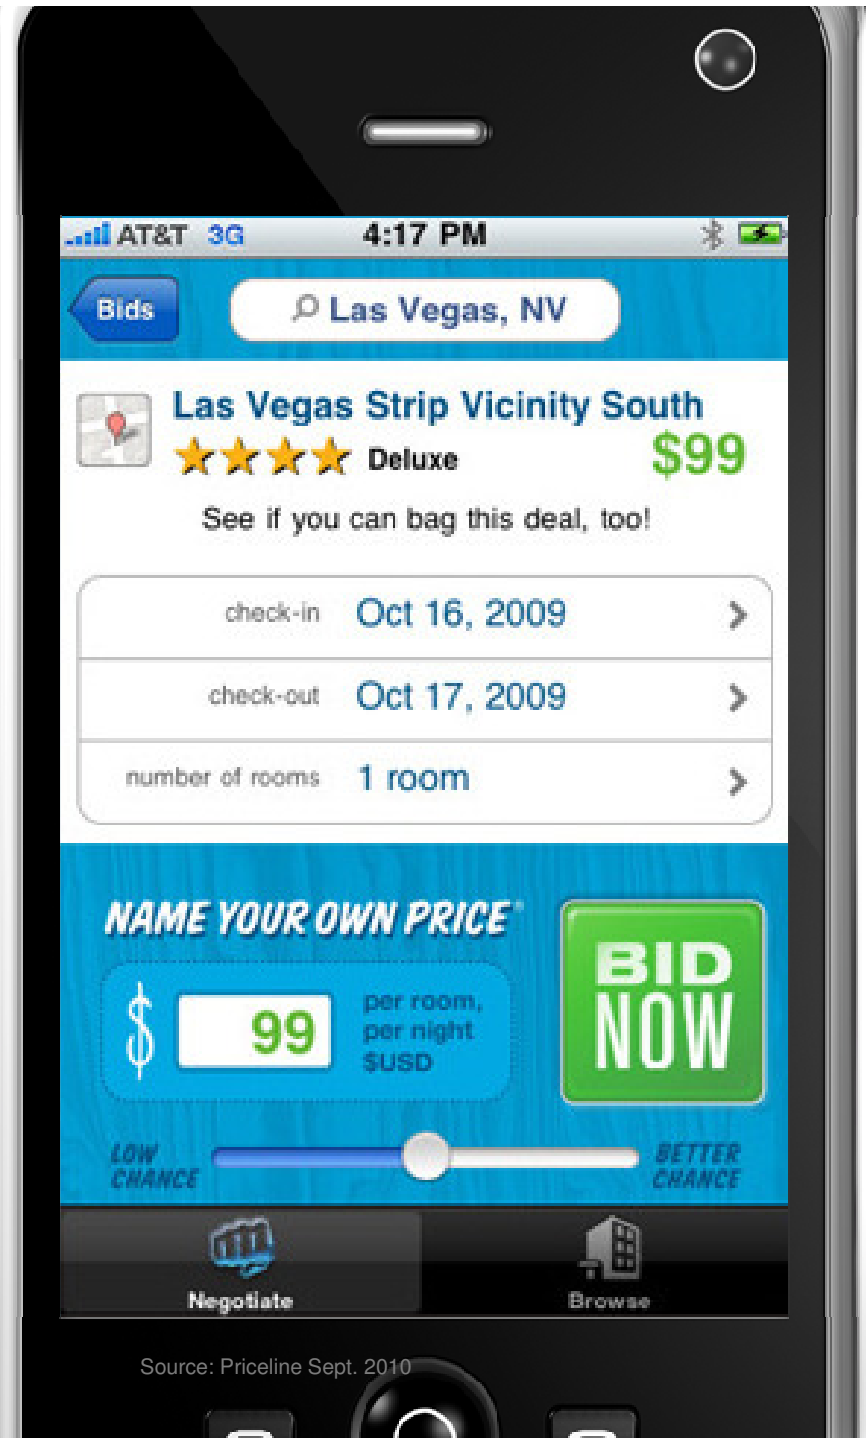 AT&T 3G 4:17 PM
Bids Las Vegas, NV
Las Vegas Strip Vicinity South
Deluxe $99
See if you can bag this deal, too!
check-in Oct 16, 2009
check-out Oct 17, 2009
number of rooms 1 room
NAME YOUR OWN PRICE®
BID
NOW
$ 99
per room,
per night
$USD
LOW
CHANCE
BETTER
CHANCE
Negotiate Browse
Source: Priceline Sept. 2010